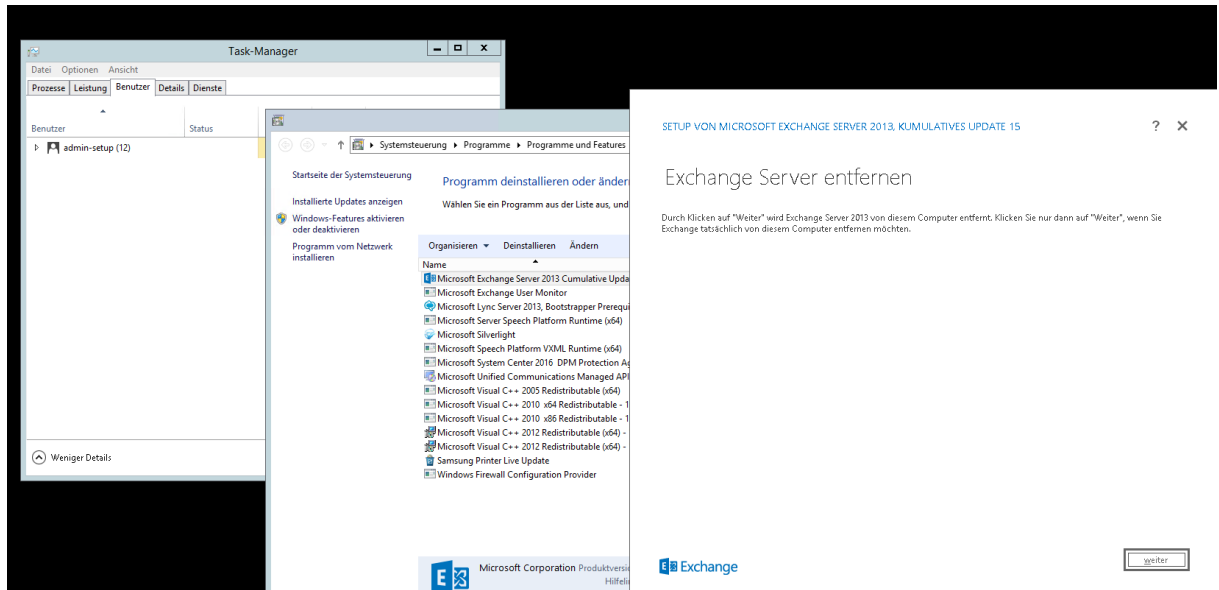 Task-Manager
Datei Optionen Ansicht
Prozesse Leistung Benutzer Details Dienste
Benutzer Status
admin-setup (12)
Weniger Details
Systemsteuerung Programme Programme und Features
Startseite der Systemsteuerung
Installierte Updates anzeigen
Windows-Features aktivieren
oder deaktivieren
Programm vom Netzwerk
installieren
Programm deinstallieren oder änder
Wählen Sie ein Programm aus der Liste aus, und
Organisieren Deinstallieren Ändern
Name
Microsoft Exchange Server 2013 Cumulative Upda
Microsoft Exchange User Monitor
Microsoft Lync Server 2013, Bootstrapper Prerequi
Microsoft Server Speech Platform Runtime (x64)
Microsoft Silverlight
Microsoft Speech Platform VXML Runtime (x64)
Microsoft System Center 2016 DPM Protection Ag
Microsoft Unified Communications Managed API
Microsoft Visual C++ 2005 Redistributable (x64)
Microsoft Visual C++ 2010 x64 Redistributable - 1
Microsoft Visual C++ 2010 x86 Redistributable - 1
Microsoft Visual C++ 2012 Redistributable (x64) -
Microsoft Visual C++ 2012 Redistributable (x64) -
Samsung Printer Live Update
Windows Firewall Configuration Provider
Microsoft Corporation Produktversi
Hilfeli
SETUP VON MICROSOFT EXCHANGE SERVER 2013, KUMULATIVES UPDATE 15
?
Exchange Server entfernen
Durch Klicken auf "Weiter" wird Exchange Server 2013 von diesem Computer entfernt. Klicken Sie nur dann auf "Weiter", wenn Sie
Exchange tatsächlich von diesem Computer entfernen möchten.
Exchange
weiter